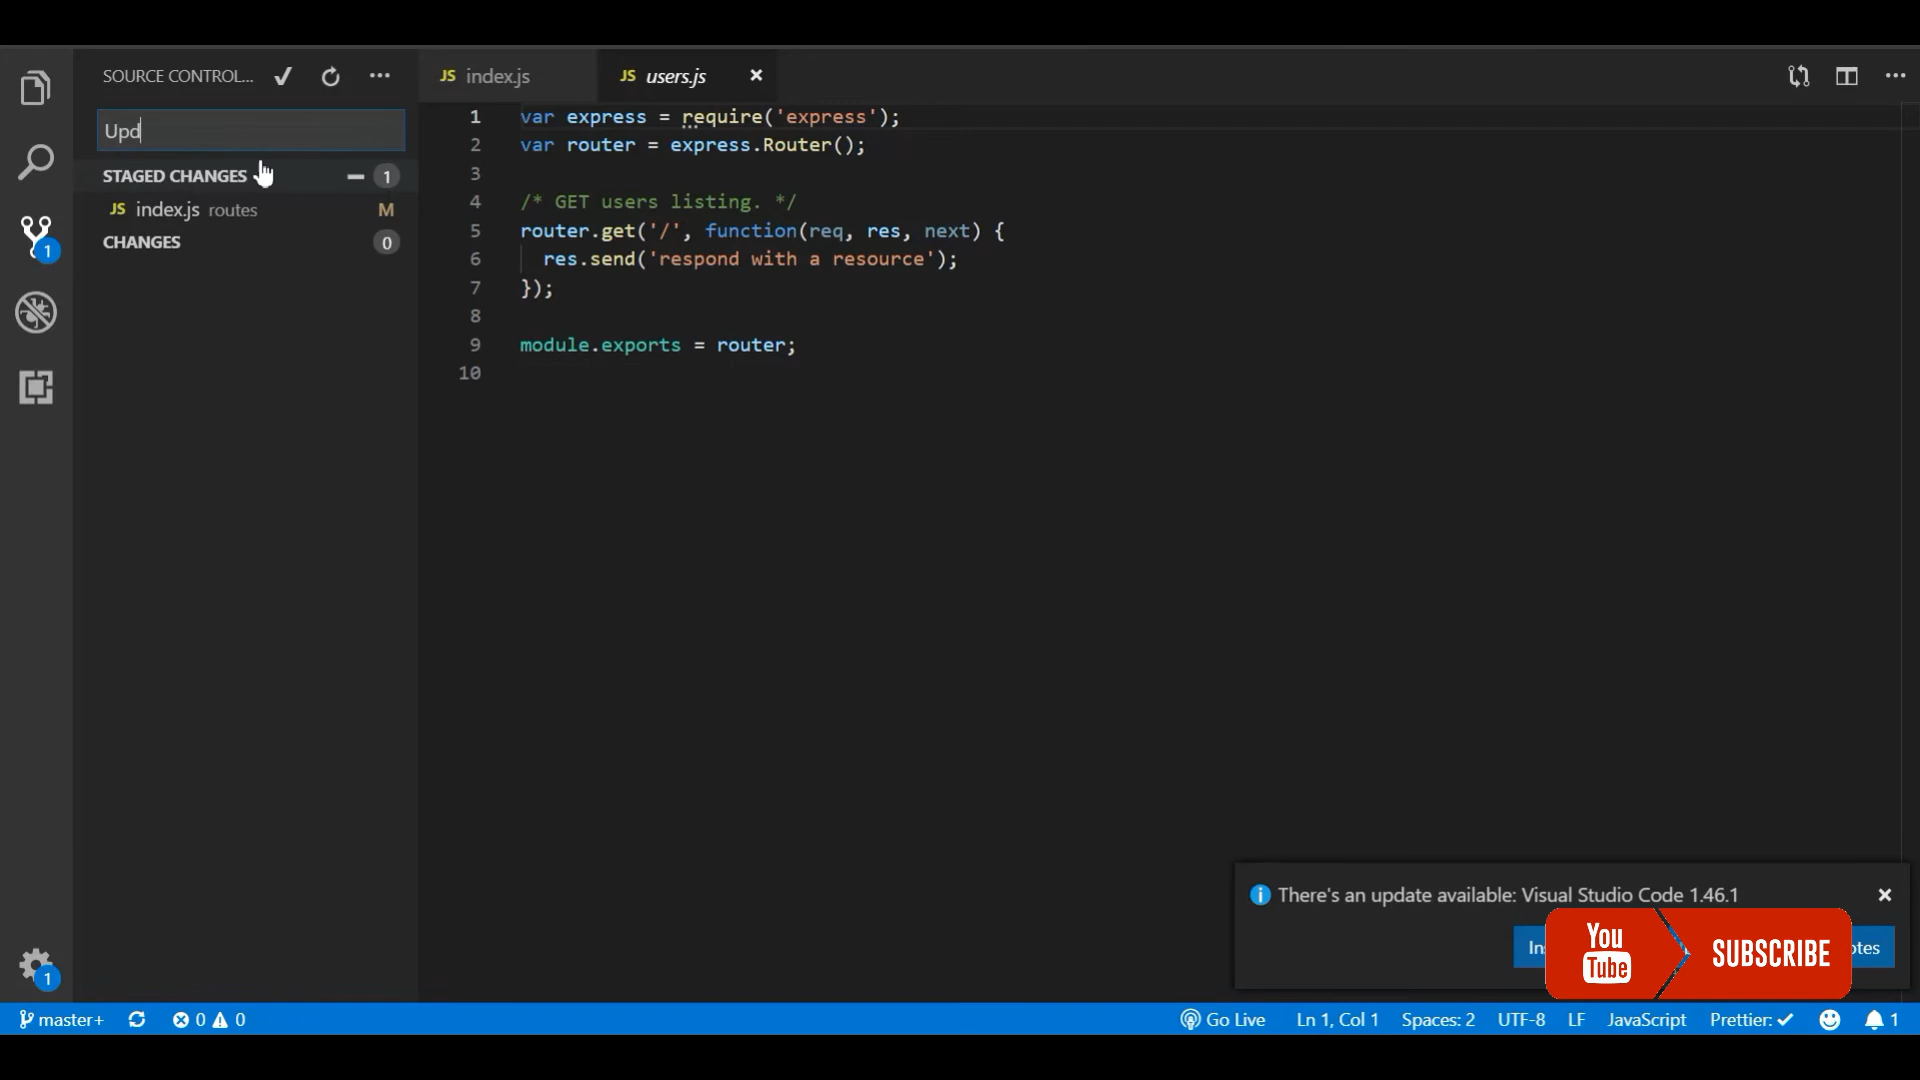 SOURCE CONTROL...
JS index.js
JS users.js
Upd
STAGED CHANGES 1
JS index.js routes M
CHANGES 0
1
1 var express = require('express');
2 var router = express.Router();
3
4 /* GET users listing. */
5 router.get('/', function(req, res, next) {
6 res.send('respond with a resource');
7 });
8
9 module.exports = router;
10
There's an update available: Visual Studio Code 1.46.1
You Tube SUBSCRIBE
1
master+ 0 0 Go Live Ln 1, Col 1 Spaces: 2 UTF-8 LF JavaScript Prettier: 1